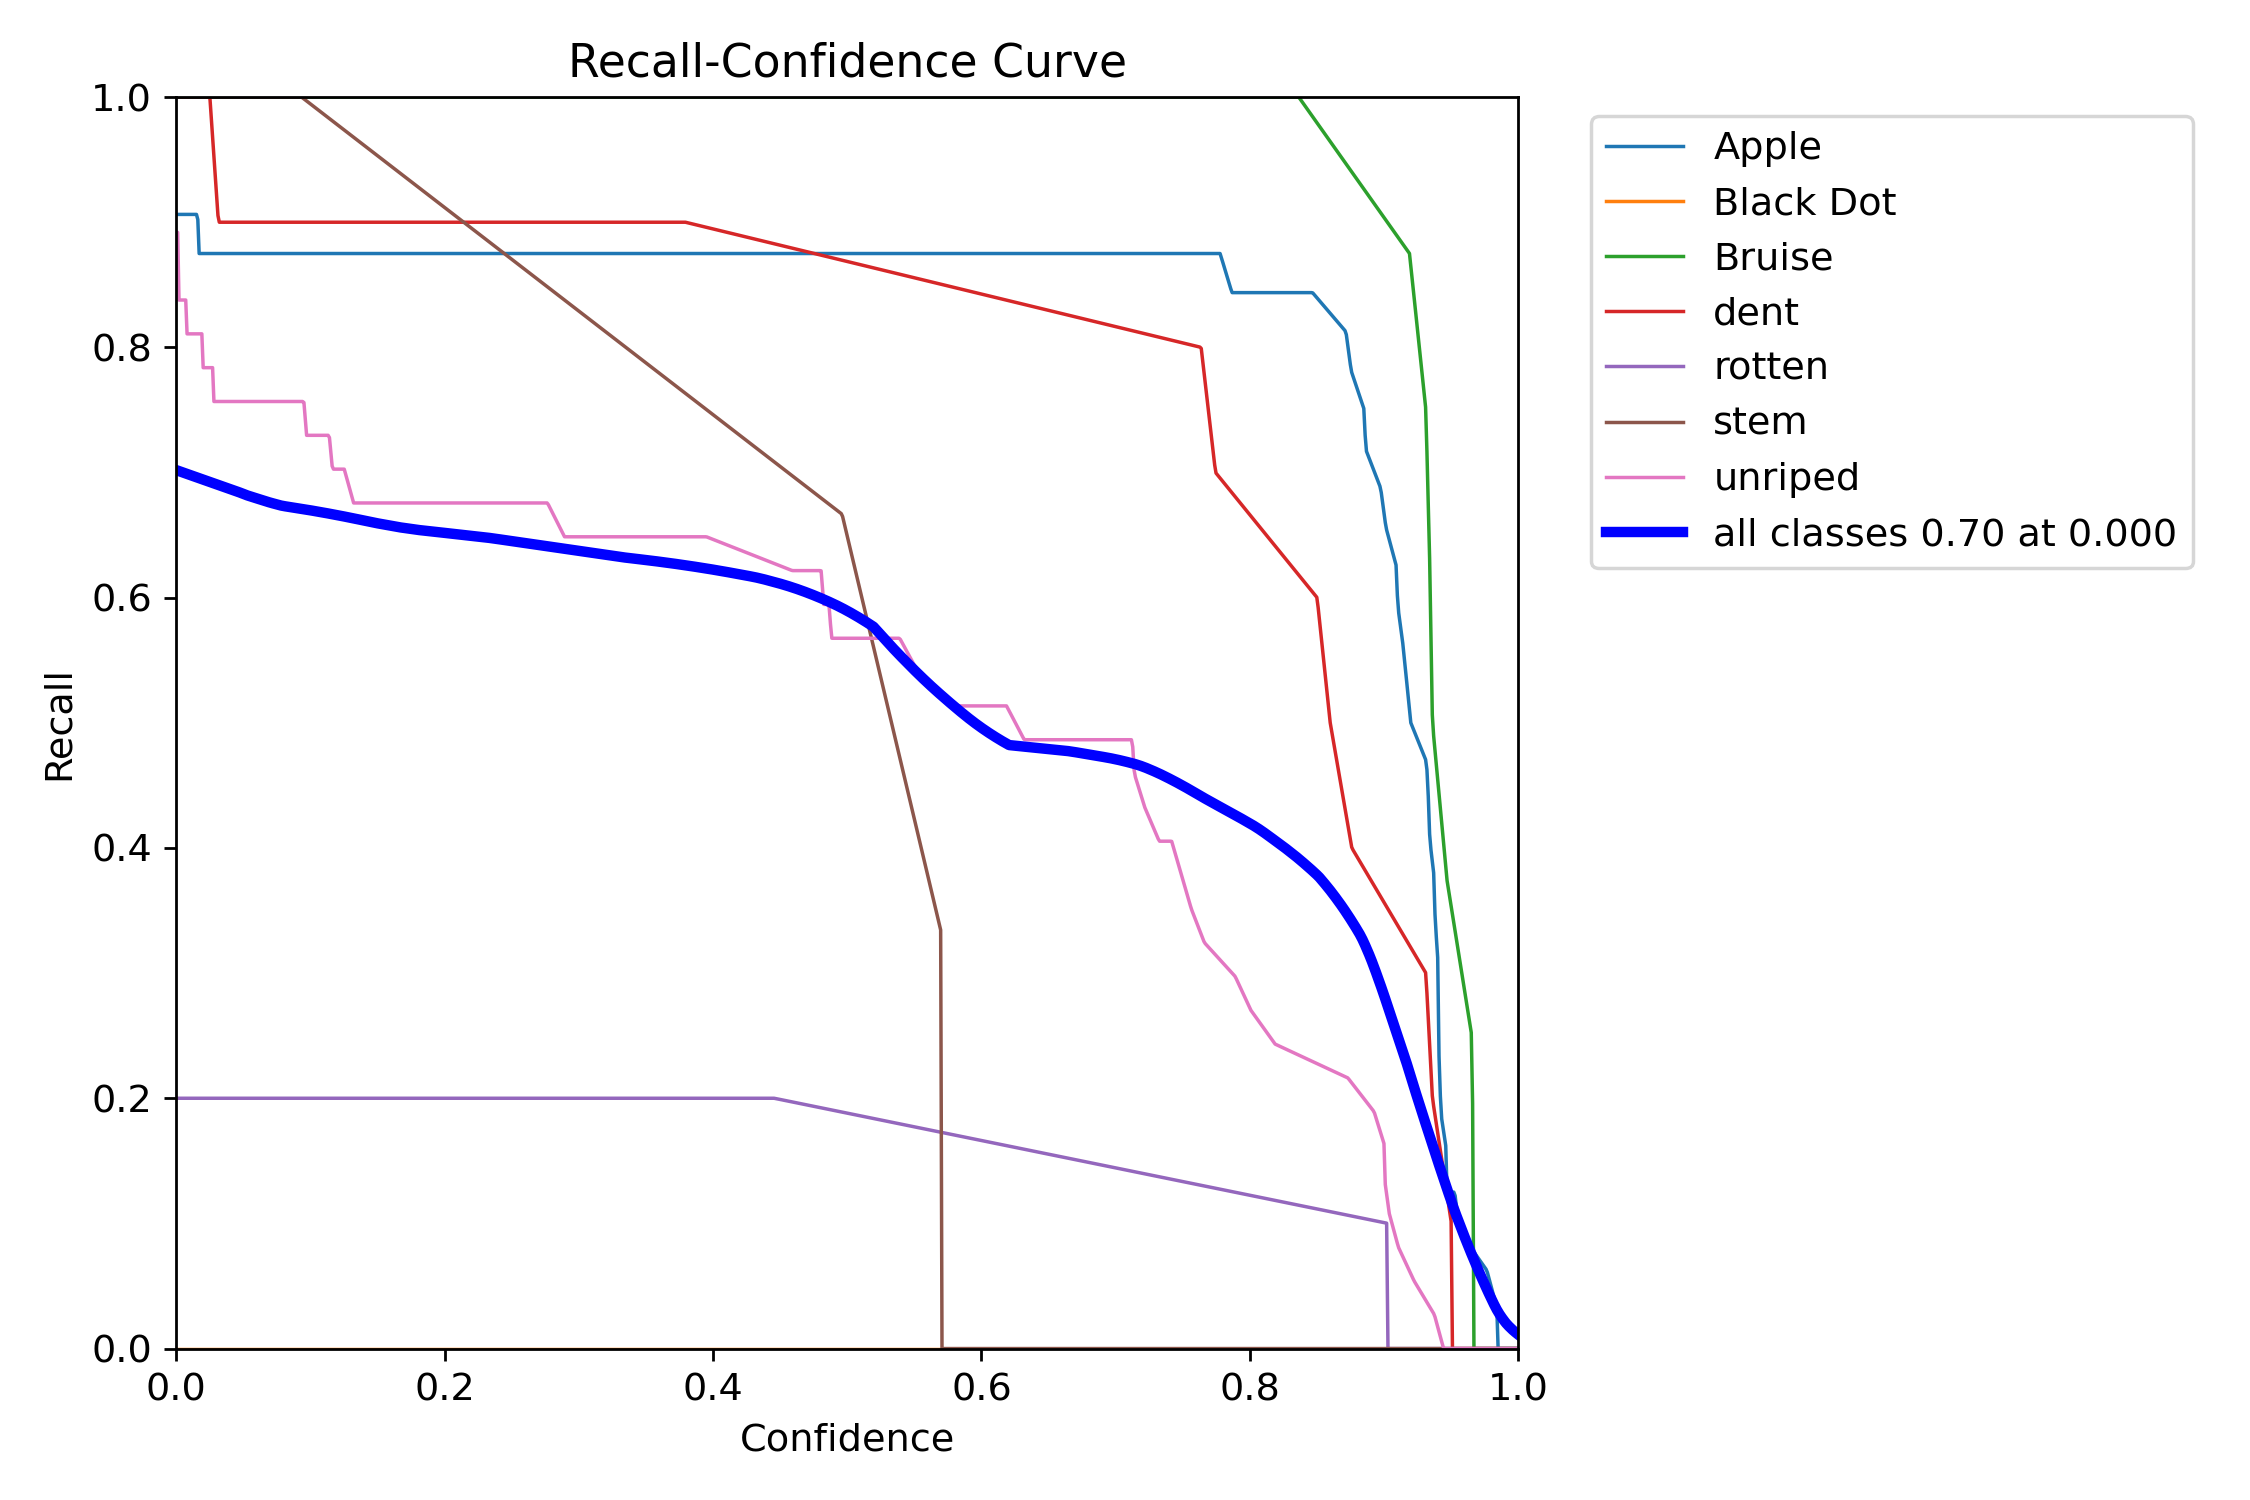 Recall-Confidence Curve
1.0
0.8
0.6
0.4
0.2
0.0
Recall
0.0 0.2 0.4 0.6 0.8 1.0
Confidence
Apple
Black Dot
Bruise
dent
rotten
stem
unriped
all classes 0.70 at 0.000